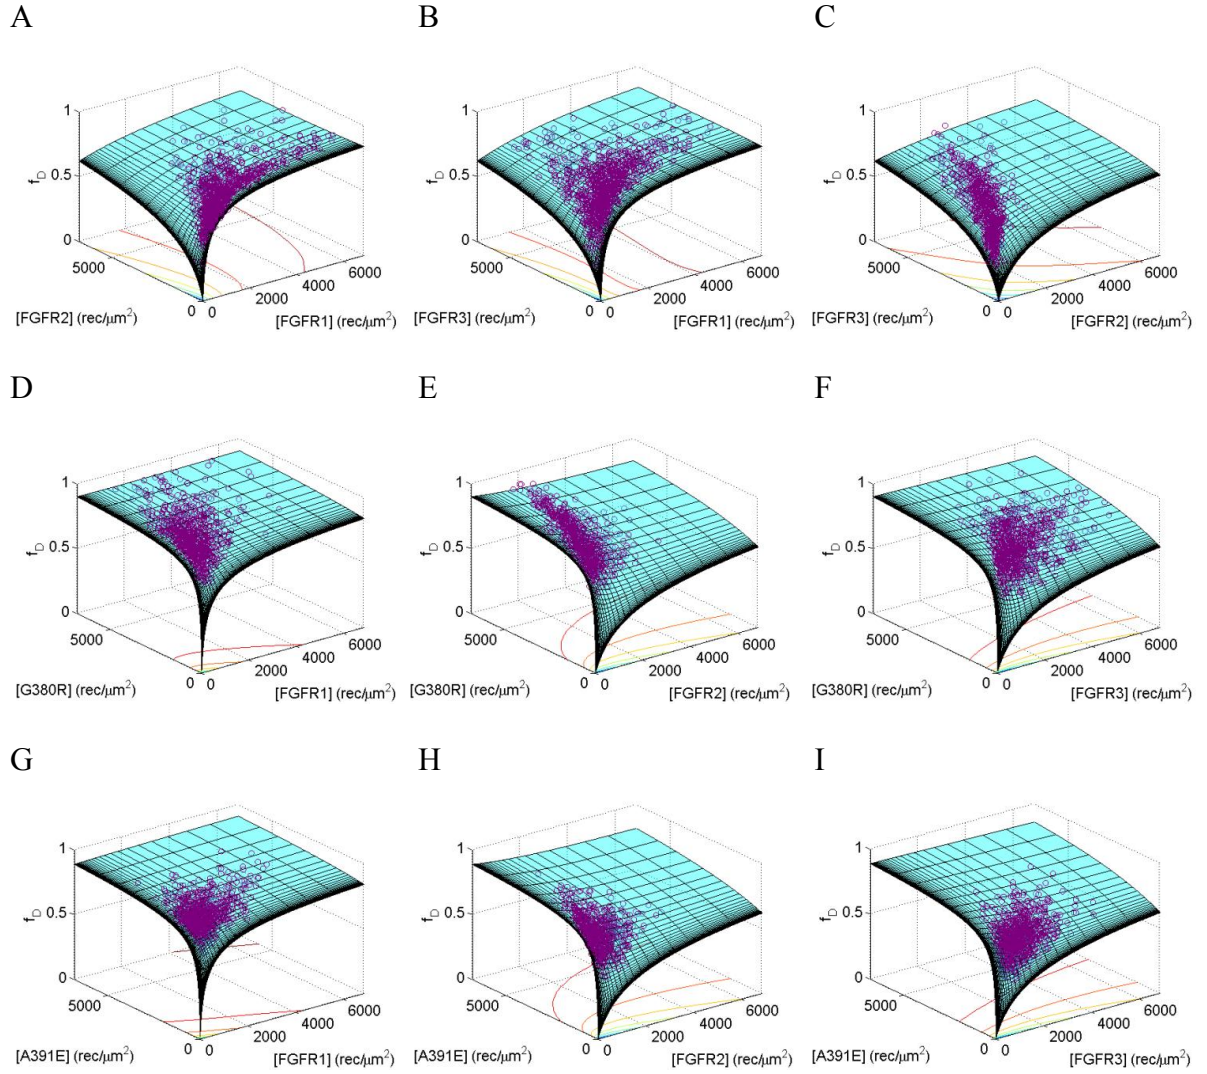 A B C
1 1 1
f_D 0.5 f_D 0.5 f_D 0.5
0 0 0
5000 6000 5000 6000 5000 6000
4000 4000 4000
2000 2000 2000
0 0 0 0 0 0
[FGFR2] (rec/μm²) [FGFR1] (rec/μm²) [FGFR3] (rec/μm²) [FGFR1] (rec/μm²) [FGFR3] (rec/μm²) [FGFR2] (rec/μm²)
D E F
1 1 1
f_D 0.5 f_D 0.5 f_D 0.5
0 0 0
5000 6000 5000 6000 5000 6000
4000 4000 4000
2000 2000 2000
0 0 0 0 0 0
[G380R] (rec/μm²) [FGFR1] (rec/μm²) [G380R] (rec/μm²) [FGFR2] (rec/μm²) [G380R] (rec/μm²) [FGFR3] (rec/μm²)
G H I
1 1 1
f_D 0.5 f_D 0.5 f_D 0.5
0 0 0
5000 6000 5000 6000 5000 6000
4000 4000 4000
2000 2000 2000
0 0 0 0 0 0
[A391E] (rec/μm²) [FGFR1] (rec/μm²) [A391E] (rec/μm²) [FGFR2] (rec/μm²) [A391E] (rec/μm²) [FGFR3] (rec/μm²)